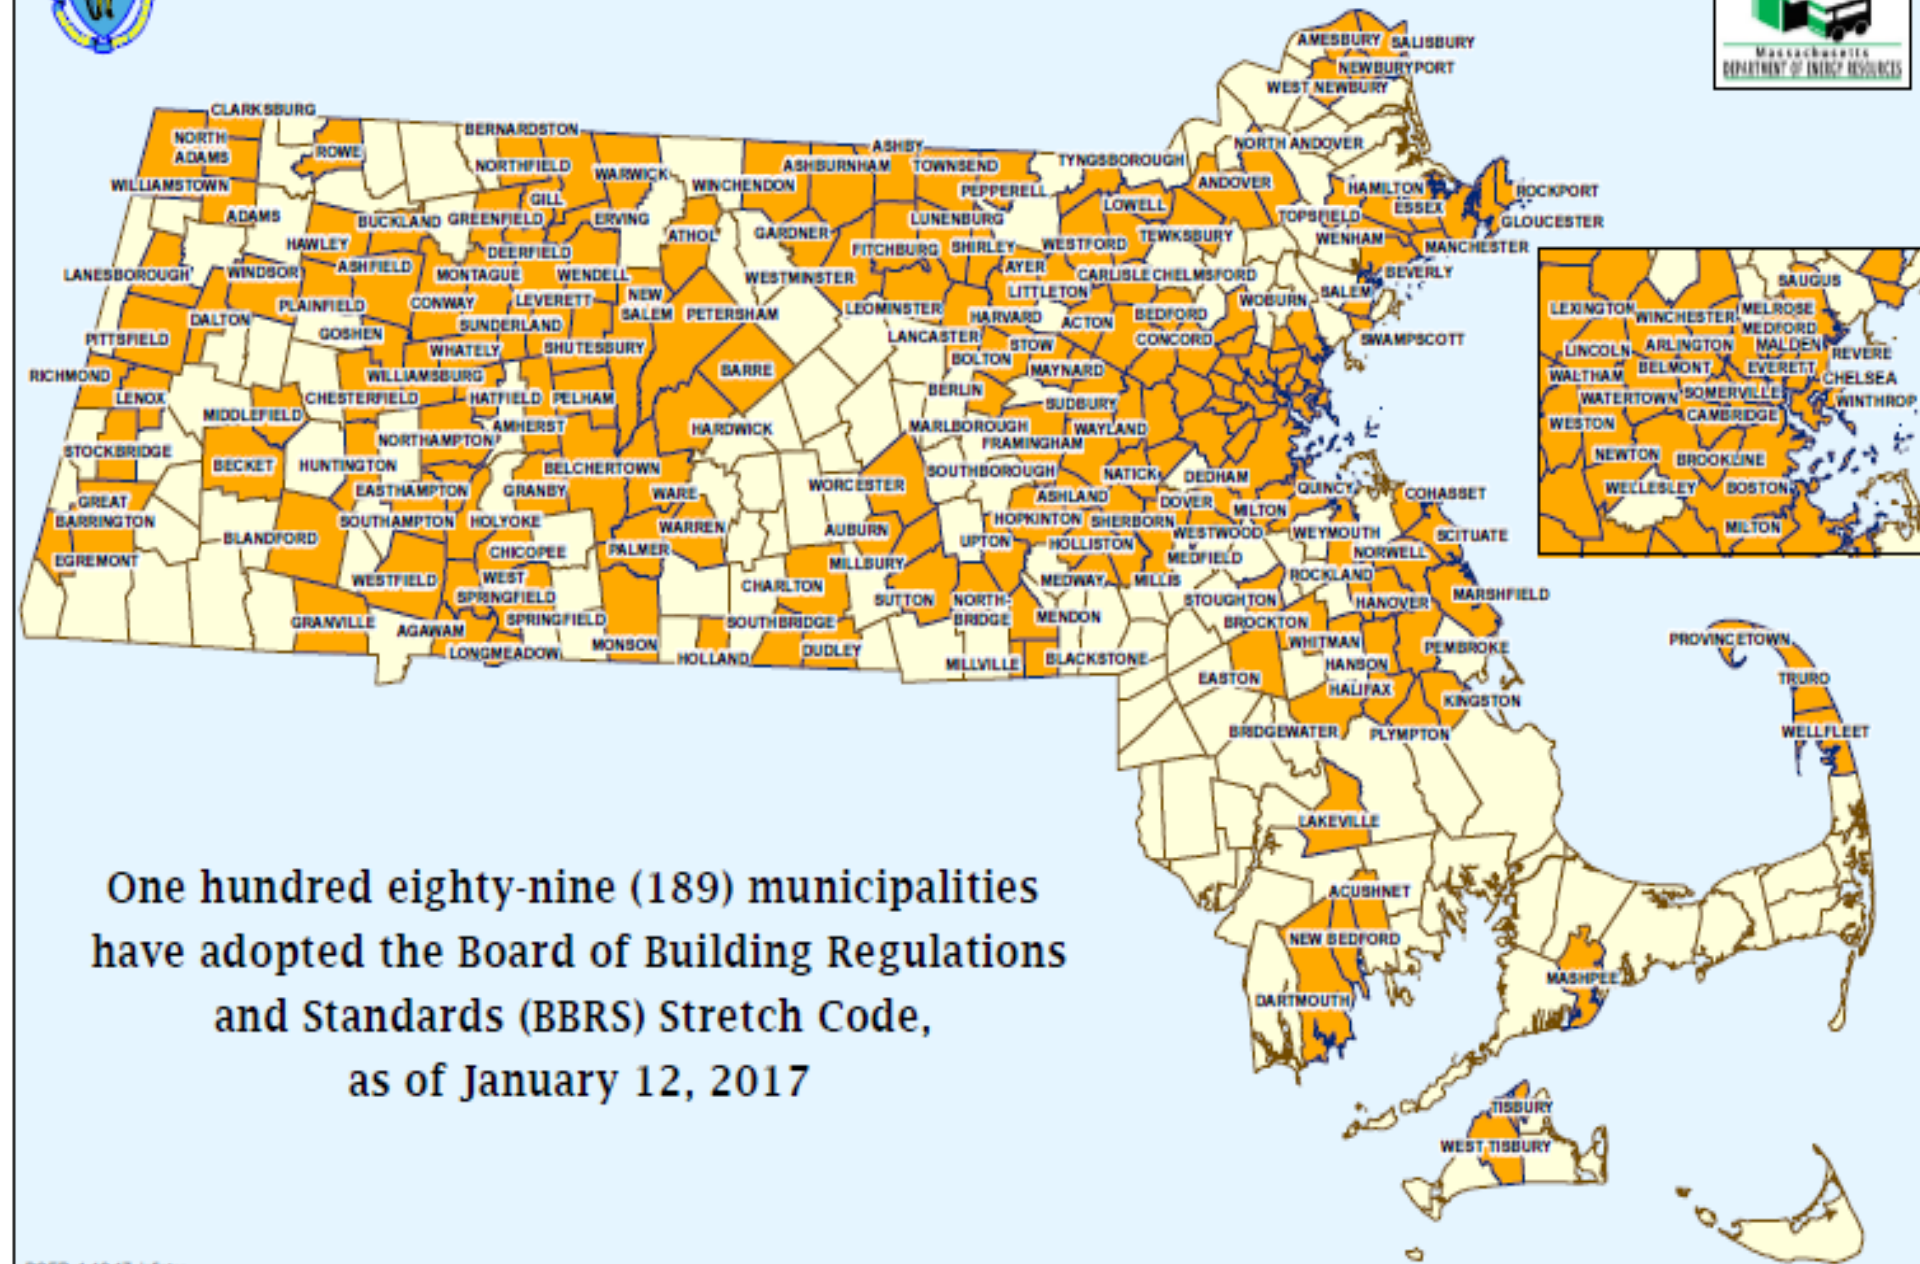 Massachusetts
DEPARTMENT OF ENERGY RESOURCES
AMESBURY
SALISBURY
NEWBURYPORT
WEST NEWBURY
CLARKSBURG
NORTH
ADAMS
ROWE
BERNARDSTON
NORTHFIELD
WARWICK
ASHBY
ASHBURNHAM
TOWNSEND
TYNGSBOROUGH
NORTH ANDOVER
WILLIAMSTOWN
WINCHENDON
PEPPERELL
ANDOVER
HAMILTON
ROCKPORT
GILL
LOWELL
ESSEX
ADAMS
BUCKLAND
GREENFIELD
ERVING
LUNENBURG
TOPSFIELD
GLOUCESTER
HAWLEY
ATHOL
GARDNER
FITCHBURG
SHIRLEY
WESTFORD
TEWKSBURY
WENHAM
MANCHESTER
DEERFIELD
LANESBOROUGH
WINDSOR
ASHFIELD
MONTAGUE
WENDELL
WESTMINSTER
AYER
CARLISLE
CHELMSFORD
BEVERLY
PLAINFIELD
CONWAY
LEVERETT
NEW
SALEM
PETERSHAM
LEOMINSTER
LITTLETON
HARVARD
ACTON
BEDFORD
WOBURN
SALEM
DALTON
GOSHEN
SUNDERLAND
PITTSFIELD
WHATELY
SHUTESBURY
LANCASTER
STOW
CONCORD
SWAMPSCOTT
BOLTON
RICHMOND
WILLIAMSBURG
BARRE
MAYNARD
LENOX
CHESTERFIELD
HATFIELD
PELHAM
BERLIN
SUDBURY
MIDDLEFIELD
AMHERST
HARDWICK
MARLBOROUGH
WAYLAND
NORTHAMPTON
FRAMINGHAM
STOCKBRIDGE
BECKET
HUNTINGTON
BELCHERTOWN
SOUTHBOROUGH
NATICK
DEDHAM
EASTHAMPTON
GRANBY
WARE
WORCESTER
ASHLAND
DOVER
QUINCY
COHASSET
GREAT
BARRINGTON
SOUTHAMPTON
HOLYOKE
WARREN
AUBURN
HOPKINTON
SHERBORN
MILTON
WESTWOOD
WEYMOUTH
SCITUATE
BLANDFORD
CHICOPEE
PALMER
UPTON
HOLLISTON
MEDFIELD
NORWELL
EGREMONT
WESTFIELD
WEST
SPRINGFIELD
CHARLTON
MILLBURY
MEDWAY
MILLIS
ROCKLAND
SUTTON
NORTH-
BRIDGE
STOUGHTON
HANOVER
MARSHFIELD
GRANVILLE
AGAWAM
SPRINGFIELD
SOUTHBRIDGE
MENDON
BROCKTON
LONGMEADOW
MONSON
HOLLAND
DUDLEY
MILLVILLE
BLACKSTONE
WHITMAN
HANSON
PEMBROKE
EASTON
HALIFAX
KINGSTON
BRIDGEWATER
PLYMPTON
PROVINCETOWN
TRURO
WELLFLEET
LAKEVILLE
ACUSHNET
NEW BEDFORD
DARTMOUTH
MASHPEE
TISBURY
WEST TISBURY
SAUGUS
LEXINGTON
WINCHESTER
MELROSE
MEDFORD
LINCOLN
ARLINGTON
MALDEN
REVERE
WALTHAM
BELMONT
EVERETT
CHELSEA
WATERTOWN
SOMERVILLE
WINTHROP
WESTON
CAMBRIDGE
NEWTON
BROOKLINE
WELLESLEY
BOSTON
MILTON
One hundred eighty-nine (189) municipalities
have adopted the Board of Building Regulations
and Standards (BBRS) Stretch Code,
as of January 12, 2017